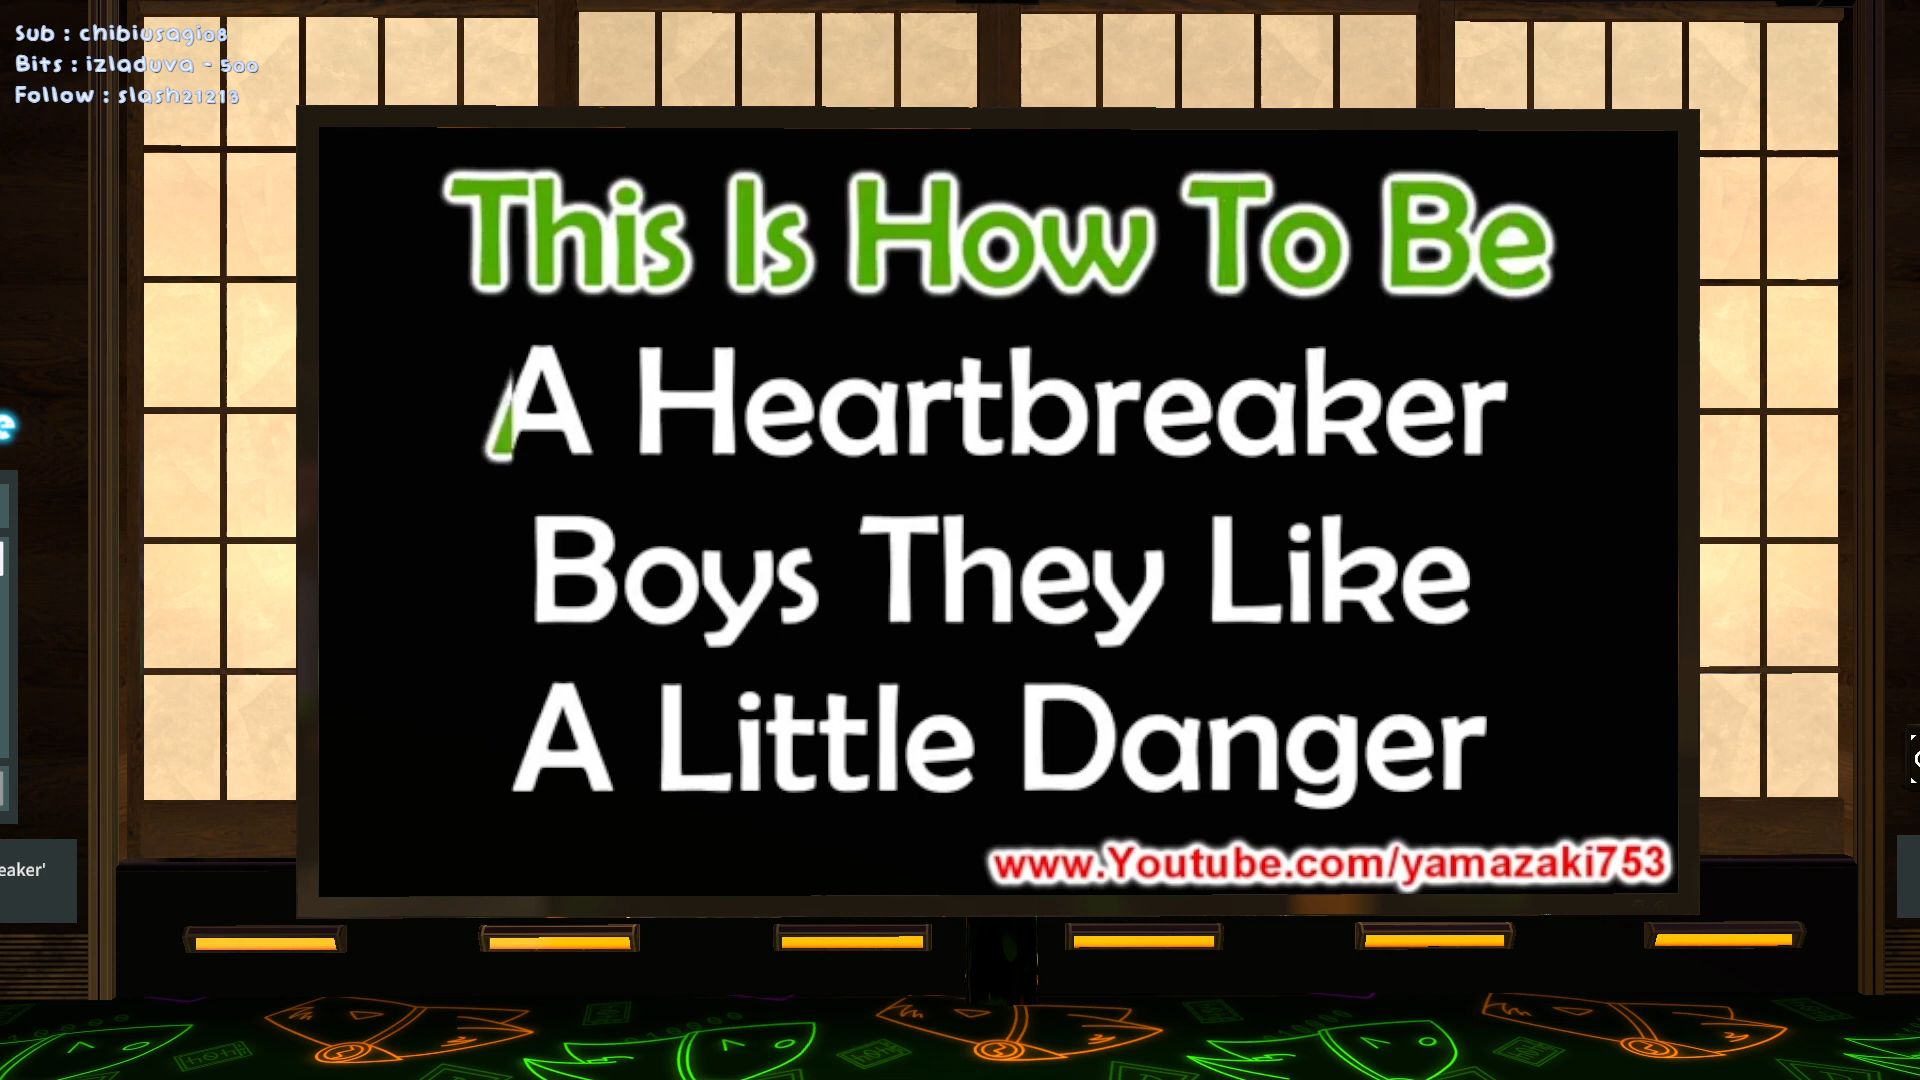 Sub : chibiusagi08
Bits : izladuva - 500
Follow : slash21213
This Is How To Be
A Heartbreaker
Boys They Like
A Little Danger
www.Youtube.com/yamazaki753
eaker'